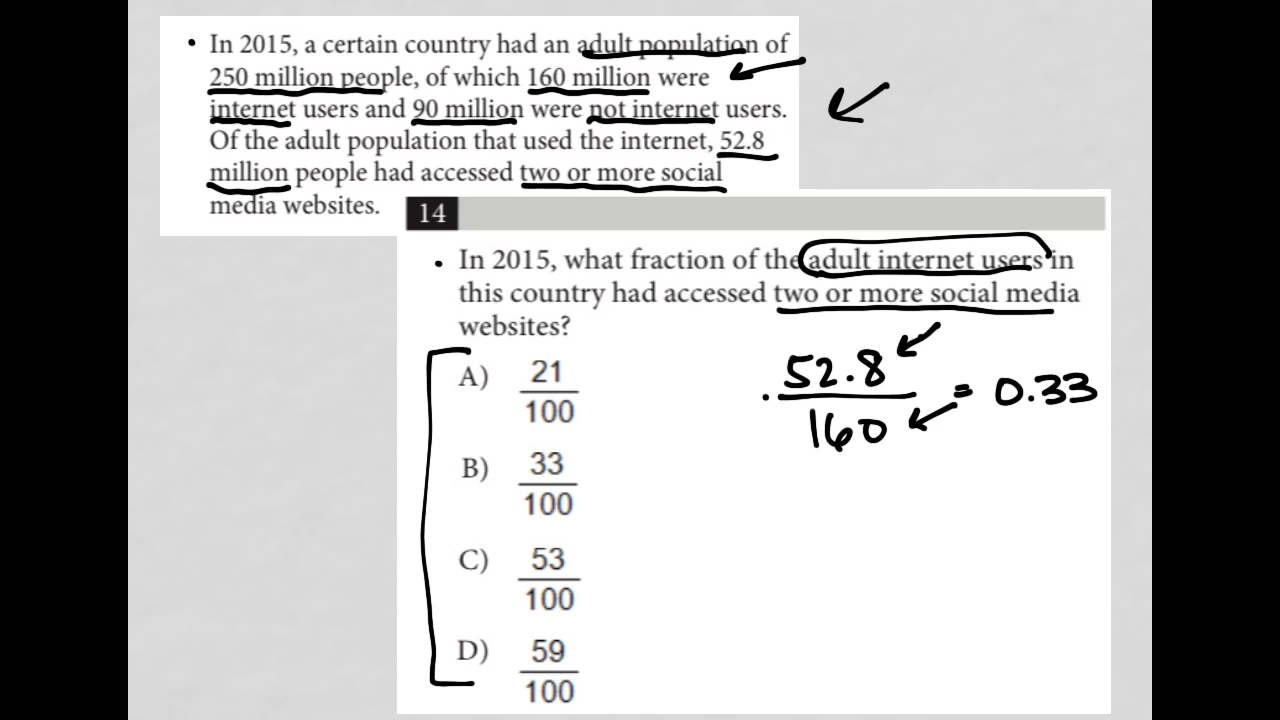 • In 2015, a certain country had an adult population of
250 million people, of which 160 million were
internet users and 90 million were not internet users.
Of the adult population that used the internet, 52.8
million people had accessed two or more social
media websites.
14
• In 2015, what fraction of the adult internet users in
this country had accessed two or more social media
websites?
A) 21/100
B) 33/100
C) 53/100
D) 59/100
52.8/160 = 0.33